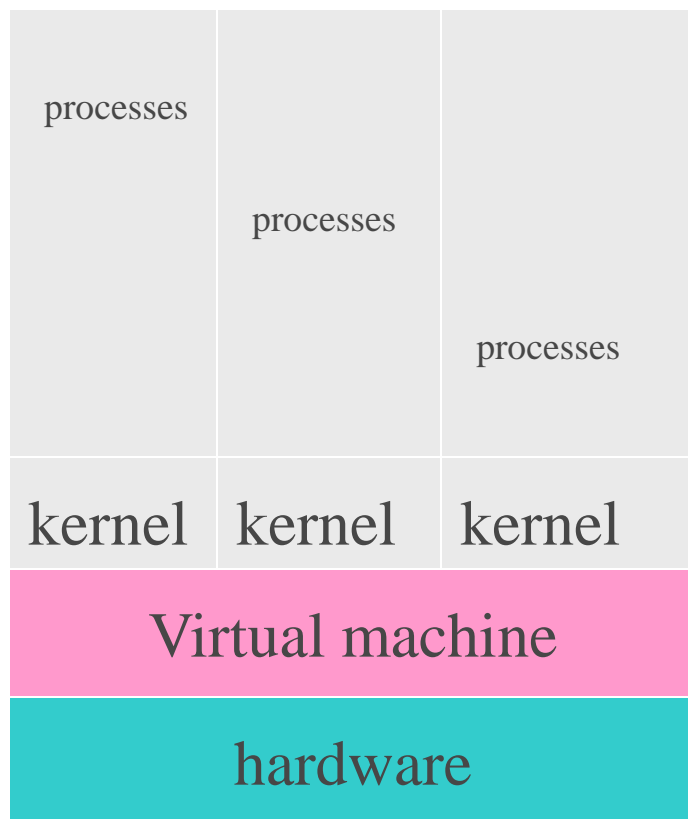 processes
processes
processes
kernel kernel kernel
Virtual machine
hardware